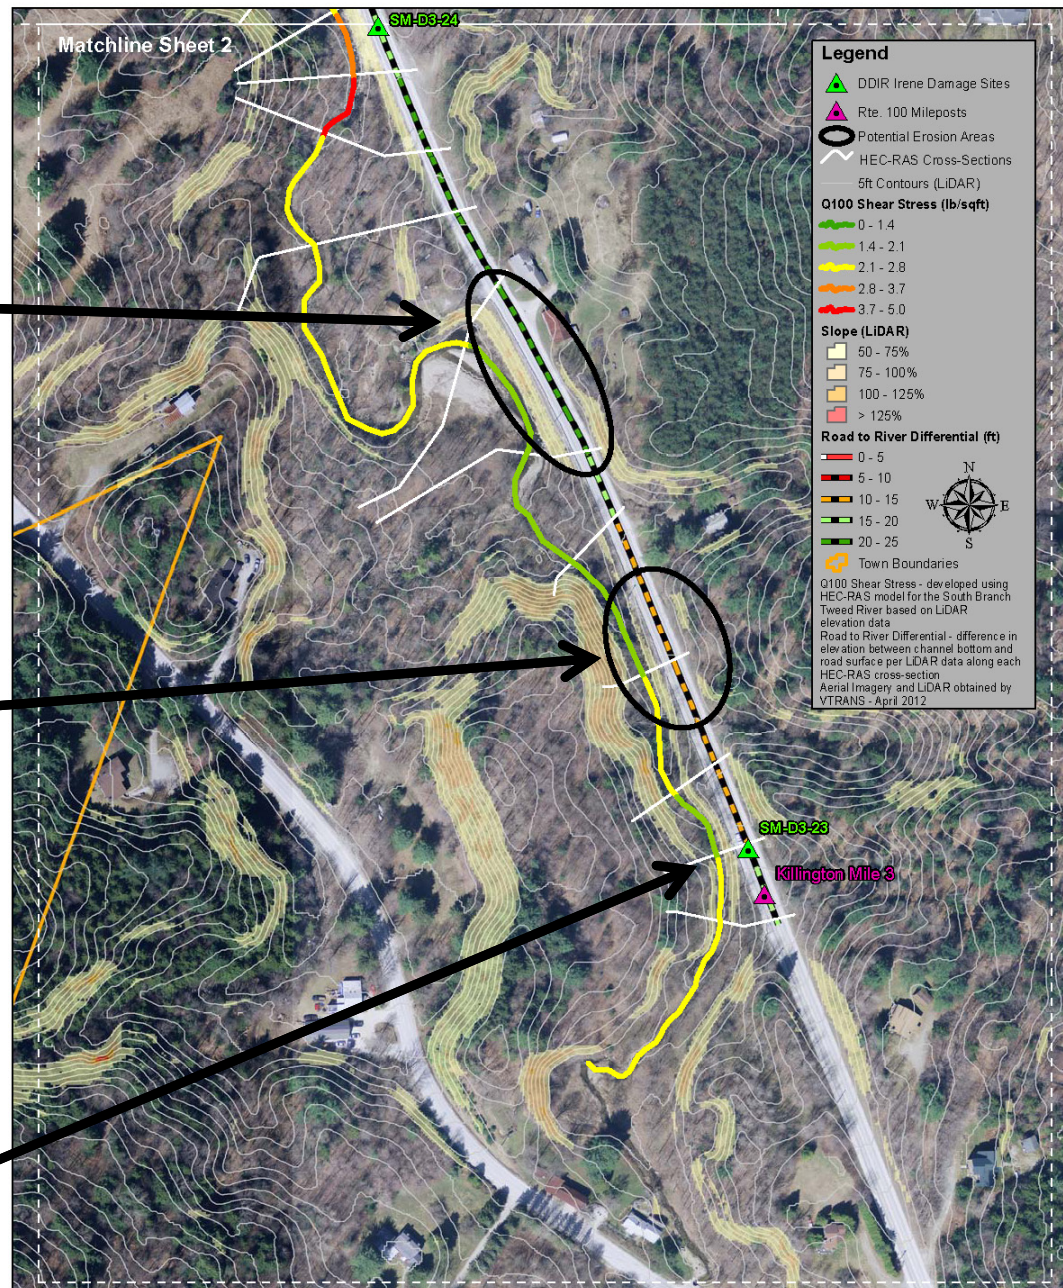 SM-D3-24
Matchline Sheet 2
Legend
DDIR Irene Damage Sites
Rte. 100 Mileposts
Potential Erosion Areas
HEC-RAS Cross-Sections
5ft Contours (LiDAR)
Q100 Shear Stress (lb/sqft)
0 - 1.4
1.4 - 2.1
2.1 - 2.8
2.8 - 3.7
3.7 - 5.0
Slope (LiDAR)
50 - 75%
75 - 100%
100 - 125%
> 125%
Road to River Differential (ft)
0 - 5
5 - 10
10 - 15
15 - 20
20 - 25
N
W
E
S
Town Boundaries
Q100 Shear Stress - developed using
HEC-RAS model for the South Branch
Tweed River based on LiDAR
elevation data
Road to River Differential - difference in
elevation between channel bottom and
road surface per LiDAR data along each
HEC-RAS cross-section
Aerial Imagery and LiDAR obtained by
VTRANS - April 2012
SM-D3-23
Killington Mile 3